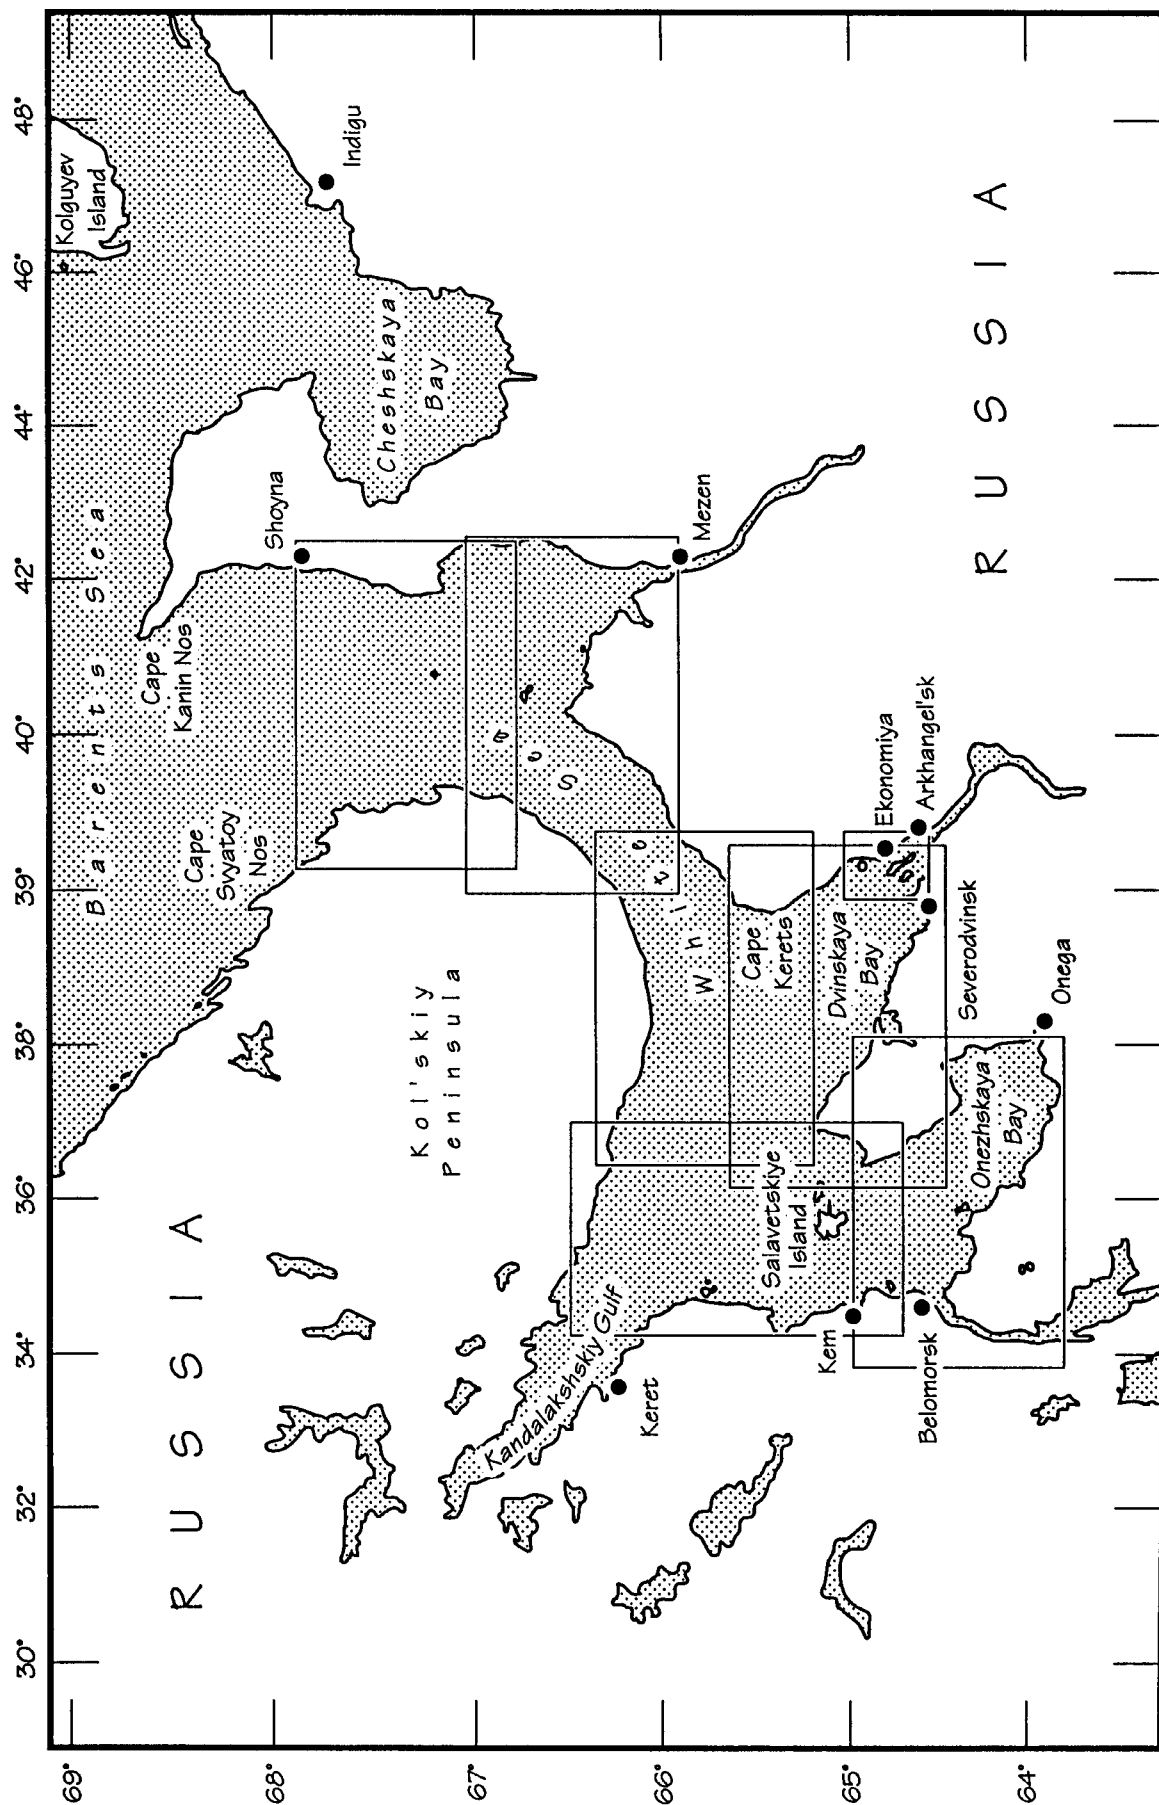 30° 32° 34° 36° 38° 39° 40° 42° 44° 46° 48°
69°
68°
67°
66°
65°
64°
Kolguyev
Island
Barents Sea
Cape
Kanin Nos
RUSSIA
Cape
Svyatoy
Nos
Shoyna
Indigu
Cheshskaya
Bay
Kol'skiy
Peninsula
Kandalakshskiy Gulf
White Sea
Keret
Mezen
Cape
Kerets
Salavetskiye
Island
Kem
Dvinskaya
Bay
Ekonomiya
Arkhangel'sk
Belomorsk
Severodvinsk
Onezhskaya
Bay
Onega
RUSSIA